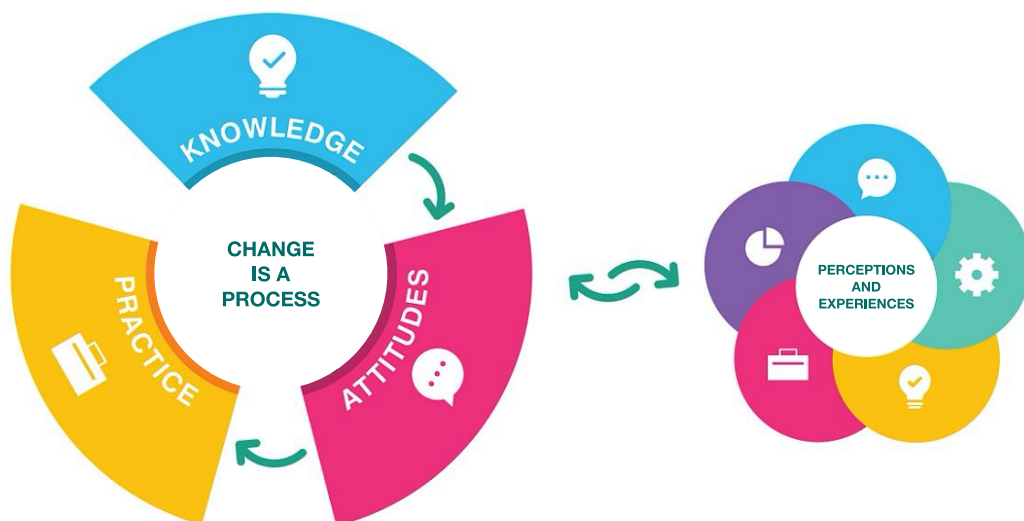 KNOWLEDGE
CHANGE
IS A
PROCESS
PRACTICE
ATTITUDES
PERCEPTIONS
AND
EXPERIENCES